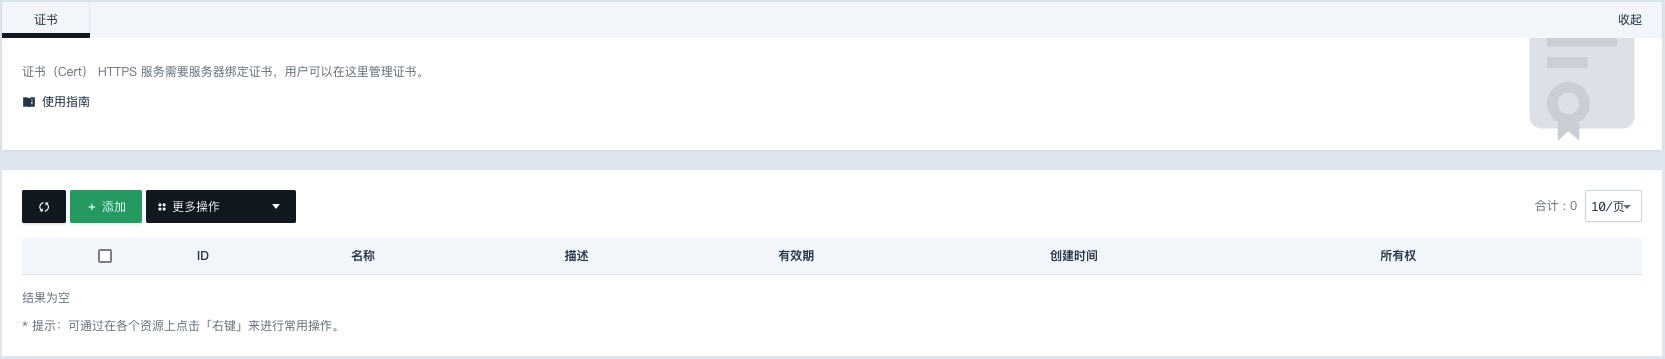 证书
收起
证书（Cert） HTTPS 服务需要服务器绑定证书，用户可以在这里管理证书。
使用指南
+ 添加 更多操作
合计：0 10/页
ID 名称 描述 有效期 创建时间 所有权
结果为空
* 提示：可通过在各个资源上点击「右键」来进行常用操作。